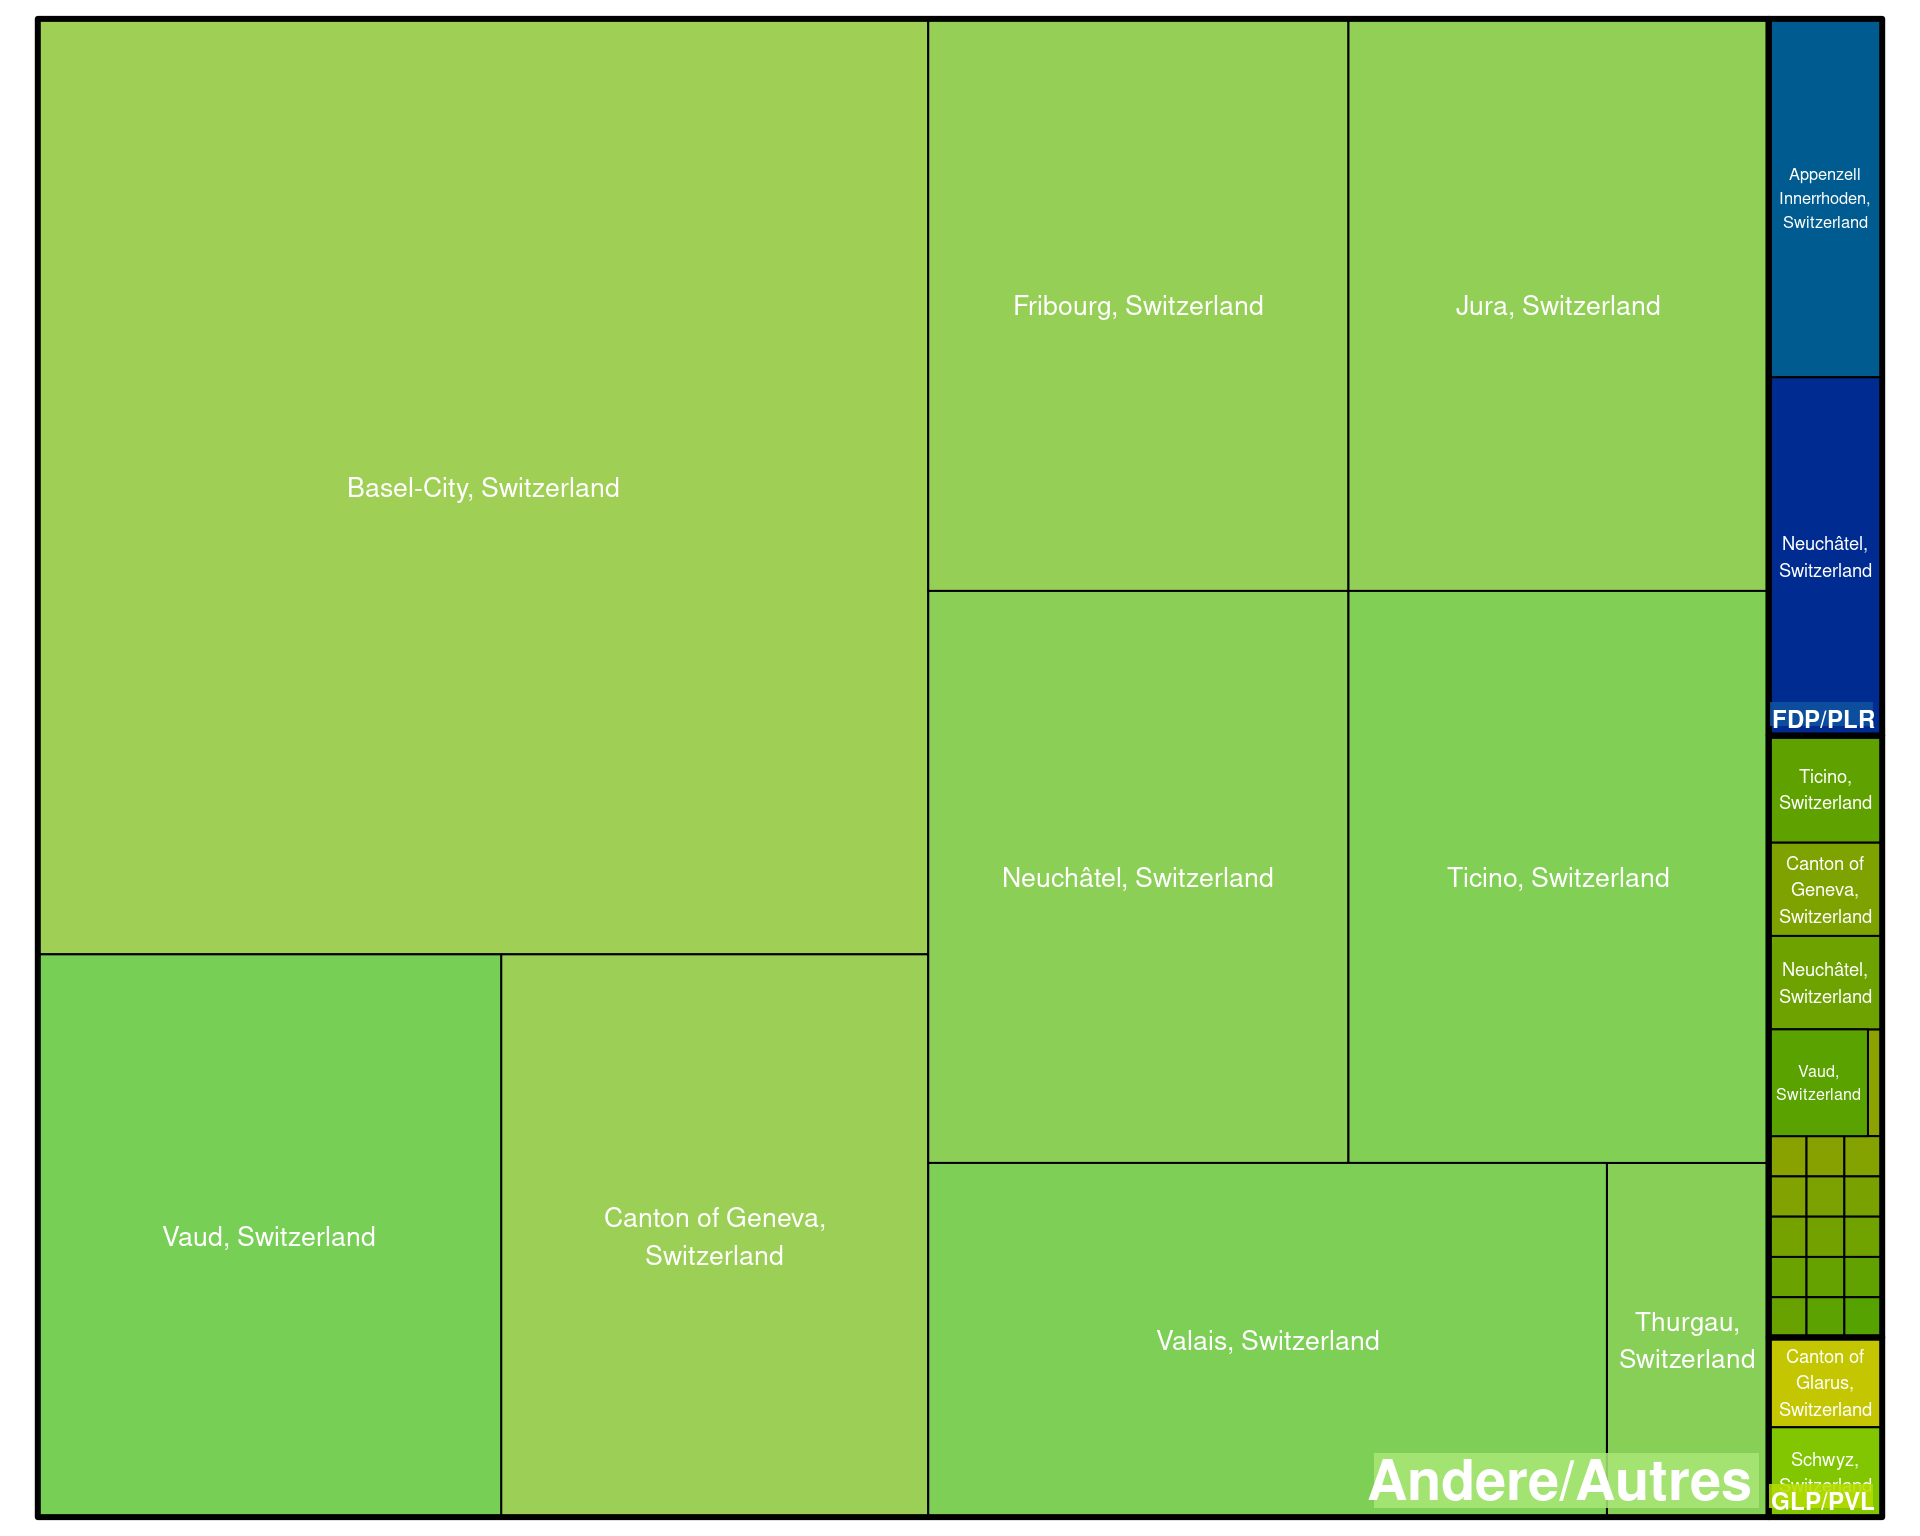 Basel-City, Switzerland
Fribourg, Switzerland
Jura, Switzerland
Neuchâtel, Switzerland
Ticino, Switzerland
Vaud, Switzerland
Canton of Geneva,
Switzerland
Valais, Switzerland
Thurgau,
Switzerland
Andere/Autres
Appenzell
Innerrhoden,
Switzerland
Neuchâtel,
Switzerland
FDP/PLR
Ticino,
Switzerland
Canton of
Geneva,
Switzerland
Neuchâtel,
Switzerland
Vaud,
Switzerland
Canton of
Glarus,
Switzerland
Schwyz,
Switzerland
GLP/PVL